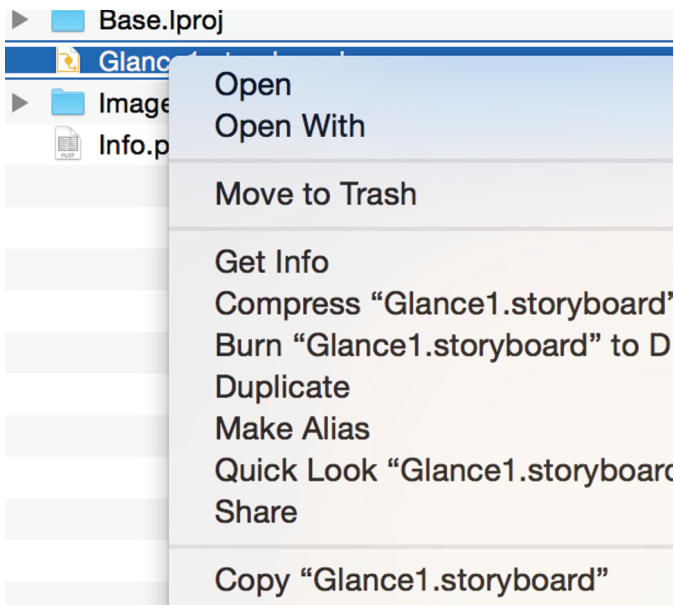 Base.lproj
Glanc
Image
Info.p
PLIST
Open
Open With
Move to Trash
Get Info
Compress “Glance1.storyboard”
Burn “Glance1.storyboard” to D
Duplicate
Make Alias
Quick Look “Glance1.storyboard
Share
Copy “Glance1.storyboard”